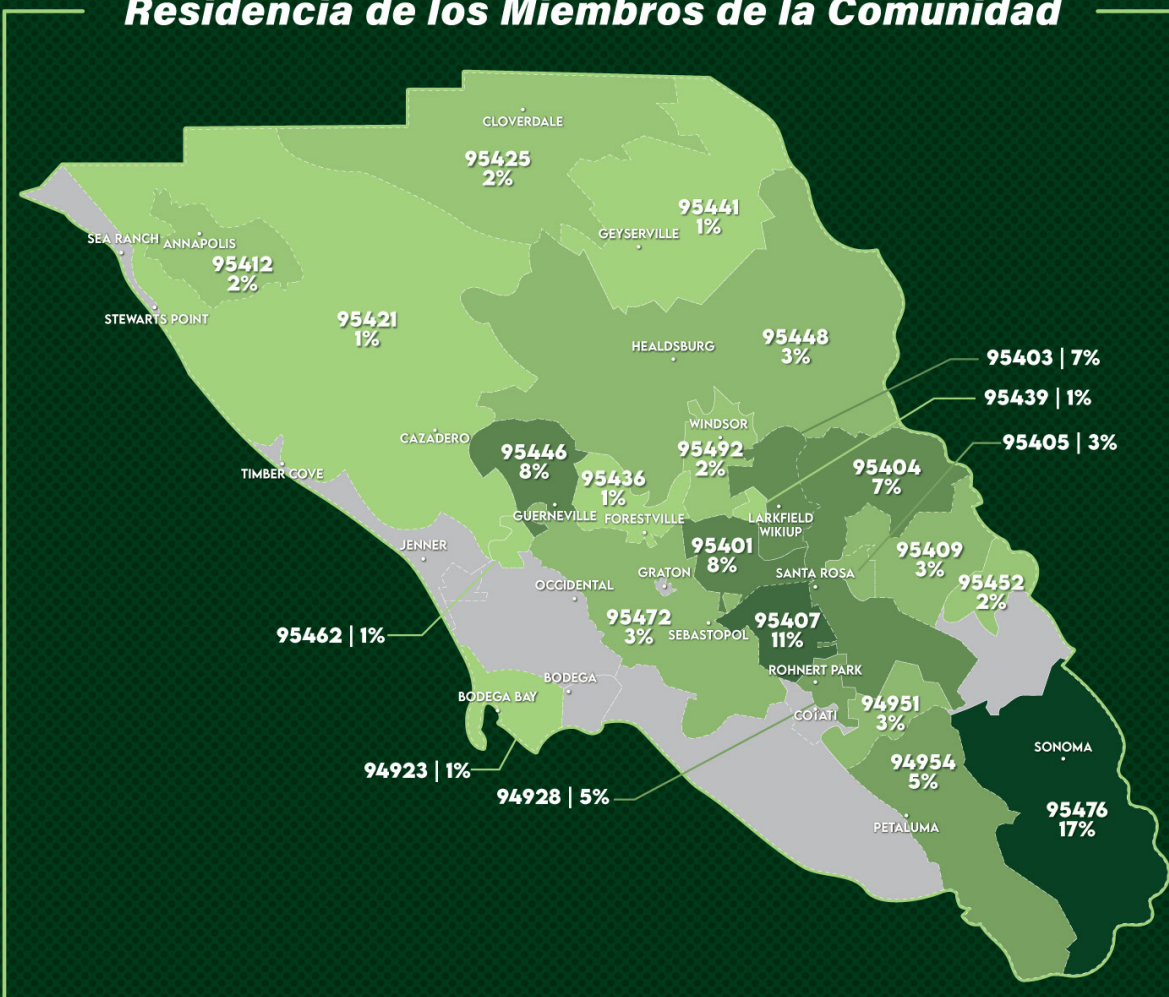 Residencia de los Miembros de la Comunidad
CLOVERDALE
95425
2%
95441
1%
GEYSERVILLE
SEA RANCH
ANNAPOLIS
95412
2%
STEWARTS POINT
95421
1%
HEALDSBURG
95448
3%
95403 | 7%
95439 | 1%
95405 | 3%
WINDSOR
95492
2%
CAZADERO
95446
8%
95436
1%
95404
7%
TIMBER COVE
GUERNEVILLE
FORESTVILLE
LARKFIELD
WIKIUP
JENNER
95401
8%
95409
3%
GRATON
SANTA ROSA
95452
2%
OCCIDENTAL
95462 | 1%
95472
3%
SEBASTOPOL
95407
11%
ROHNERT PARK
BODEGA
BODEGA BAY
COTATI
94951
3%
SONOMA
94923 | 1%
94928 | 5%
94954
5%
95476
17%
PETALUMA